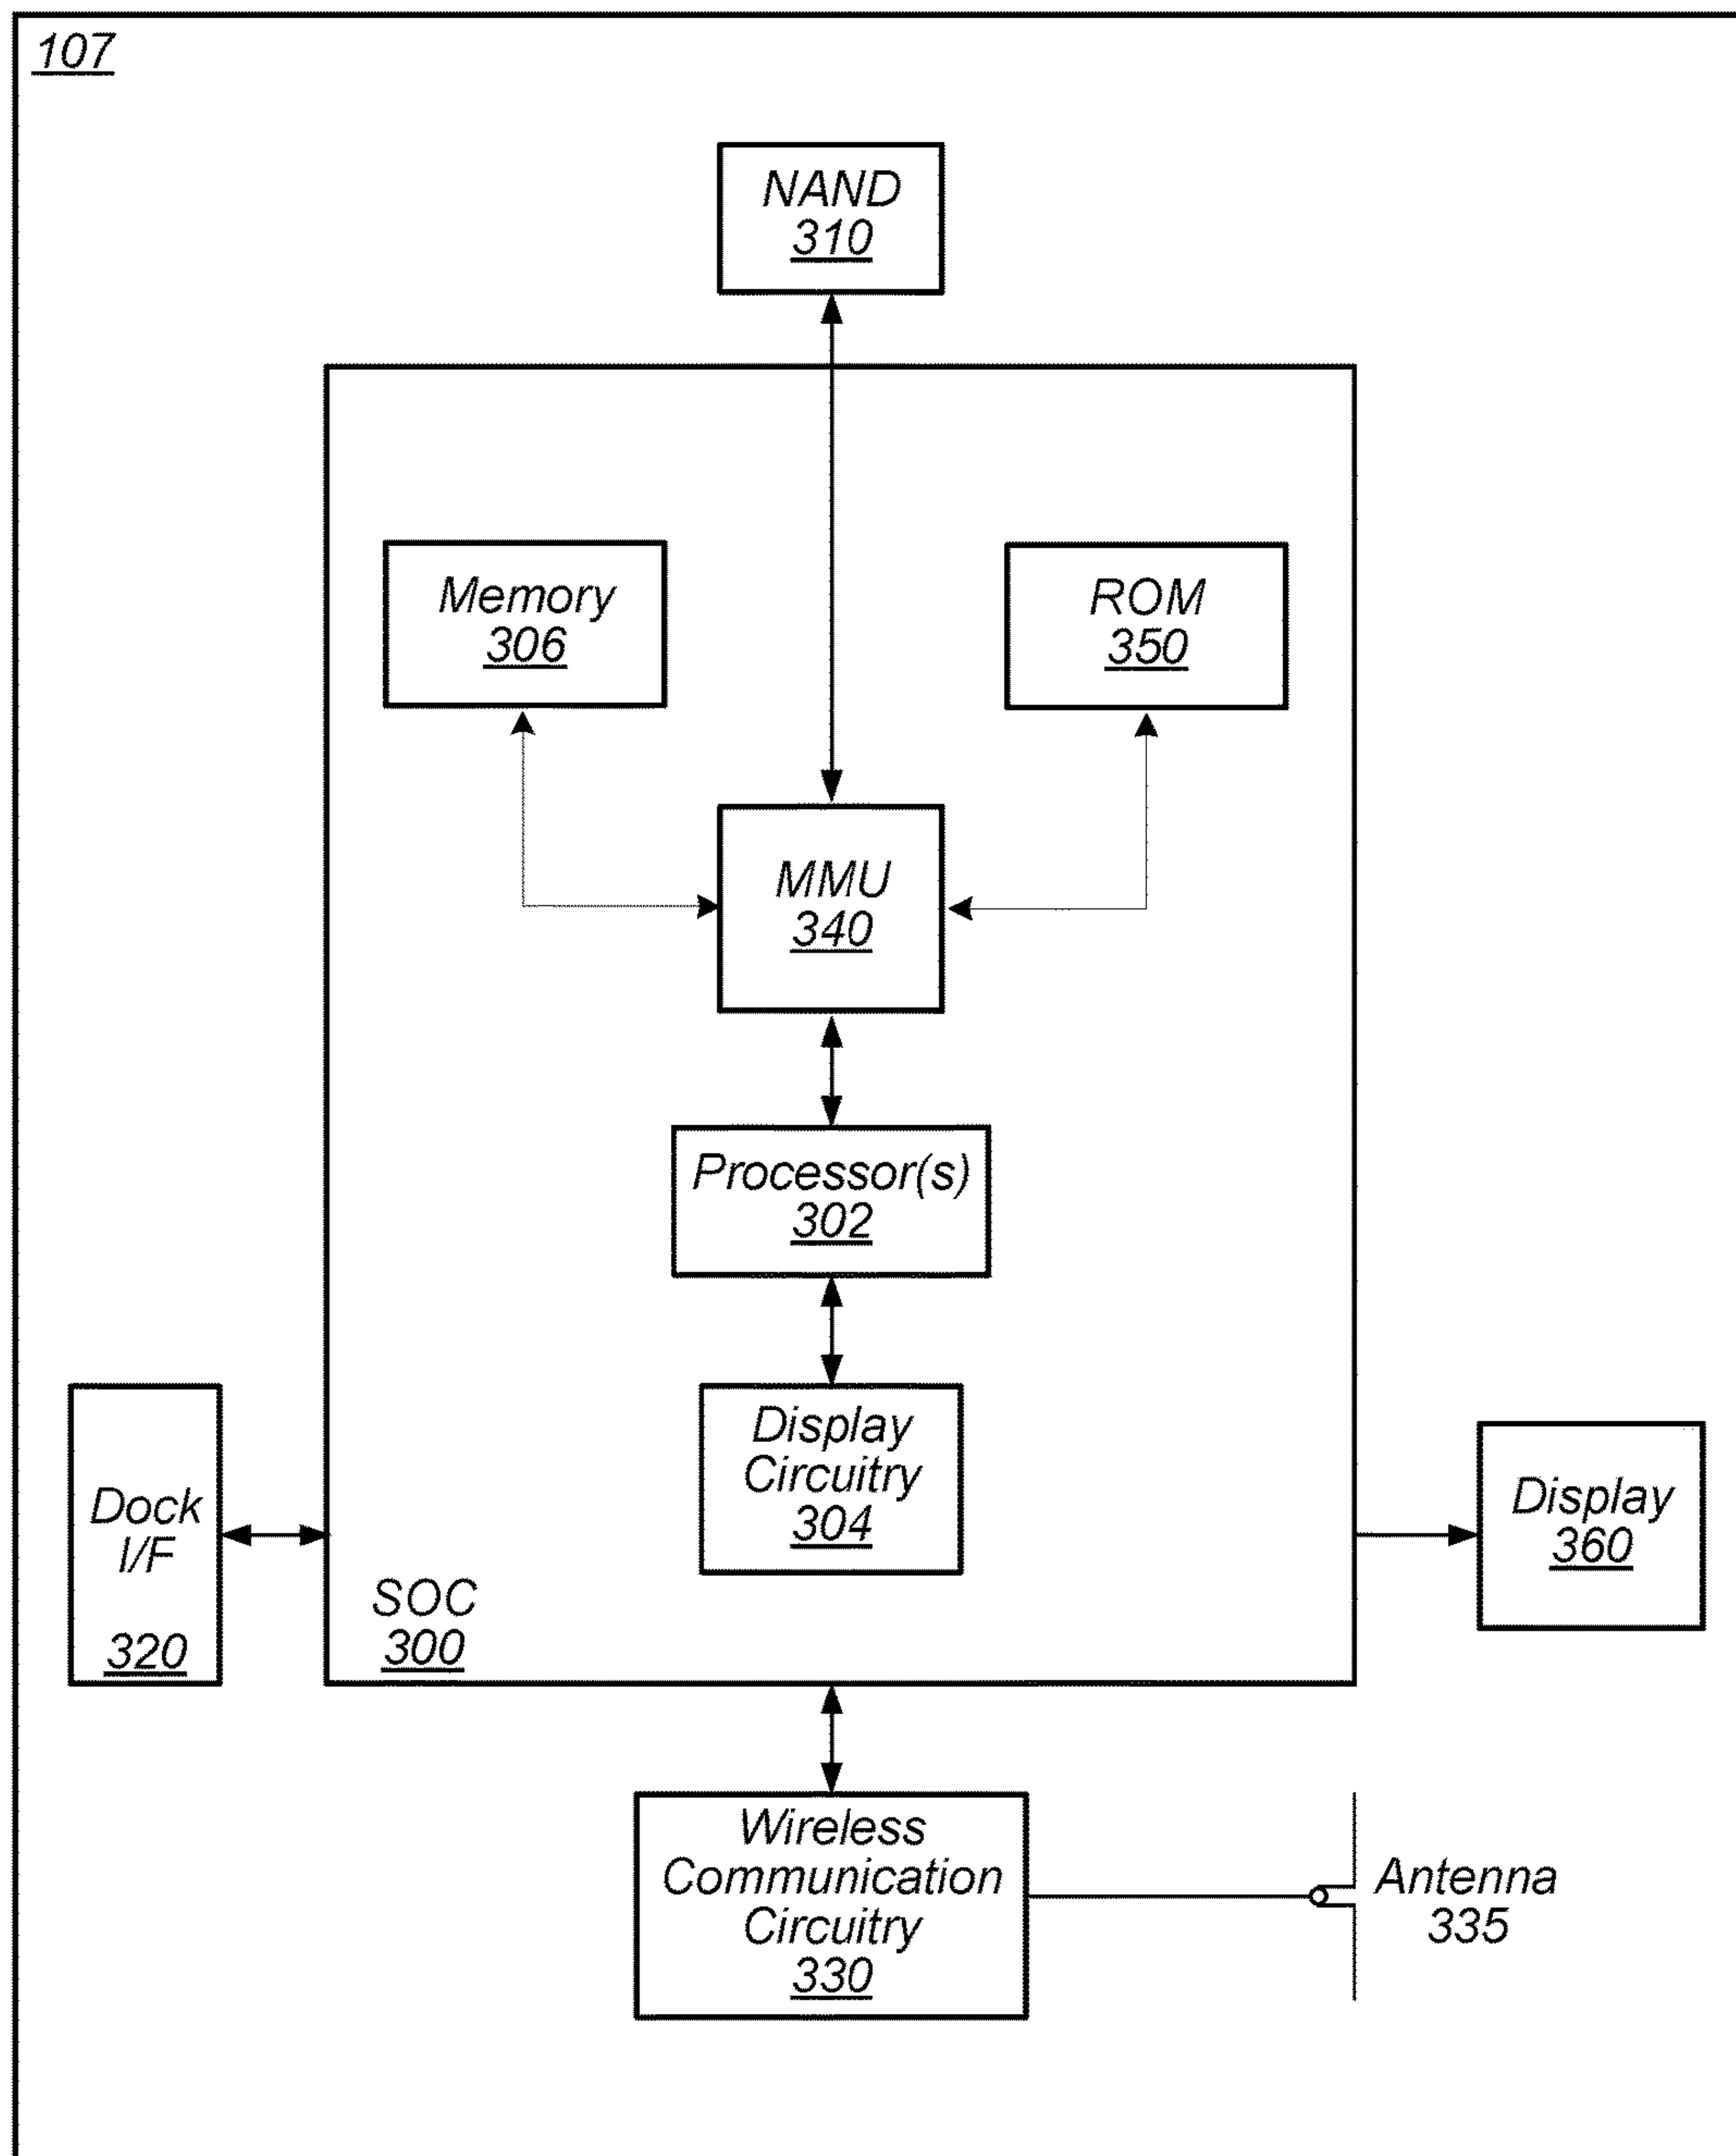 107
NAND
310
Memory
306
ROM
350
MMU
340
Processor(s)
302
Display
Circuitry
304
Dock
I/F
320
SOC
300
Display
360
Wireless
Communication
Circuitry
330
Antenna
335